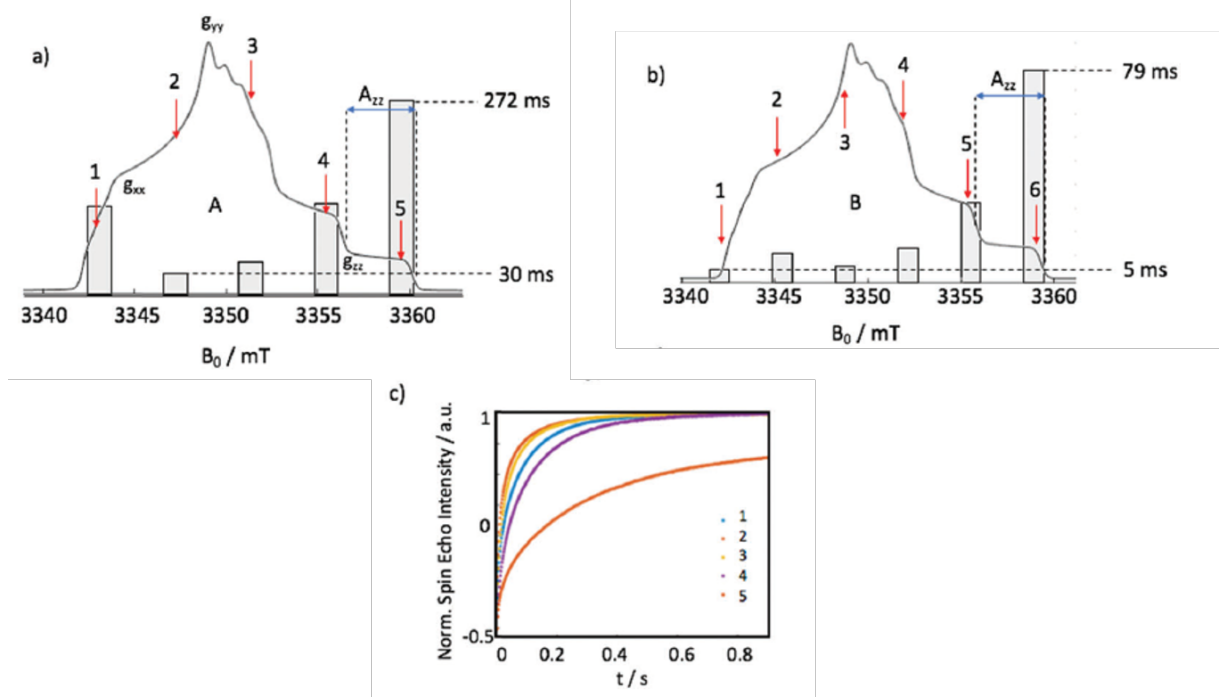 a)
gyy
1
2
3
4
5
gxx
A
Azz
gzz
272 ms
30 ms
3340
3345
3350
3355
3360
B0 / mT
b)
1
2
3
4
5
6
B
Azz
79 ms
5 ms
3340
3345
3350
3355
3360
B0 / mT
c)
Norm. Spin Echo Intensity / a.u.
1
0
-0.5
1
2
3
4
5
0
0.2
0.4
0.6
0.8
t / s